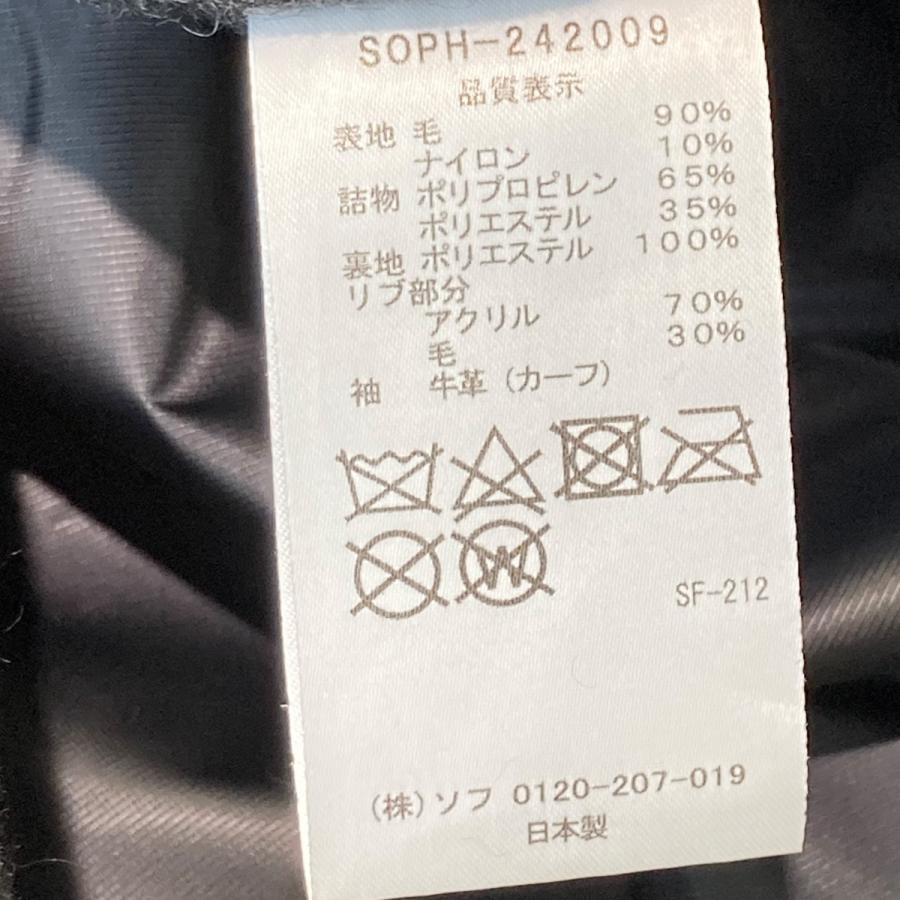 SOPH-242009
品質表示
表地 毛 90%
ナイロン 10%
詰物 ポリプロピレン 65%
ポリエステル 35%
裏地 ポリエステル 100%
リブ部分
アクリル 70%
毛 30%
袖 牛革(カーフ)
W
SF-212
(株)ソフ 0120-207-019
日本製